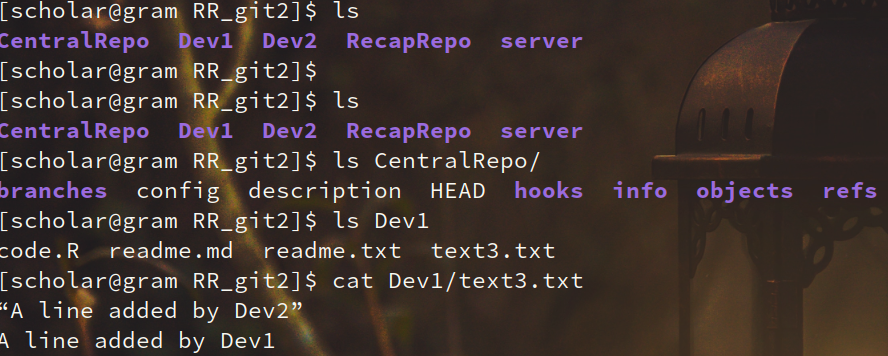 [scholar@gram RR_git2]$ ls
CentralRepo  Dev1  Dev2  RecapRepo  server
[scholar@gram RR_git2]$
[scholar@gram RR_git2]$ ls
CentralRepo  Dev1  Dev2  RecapRepo  server
[scholar@gram RR_git2]$ ls CentralRepo/
branches  config  description  HEAD  hooks  info  objects  refs
[scholar@gram RR_git2]$ ls Dev1
code.R  readme.md  readme.txt  text3.txt
[scholar@gram RR_git2]$ cat Dev1/text3.txt
“A line added by Dev2”
A line added by Dev1